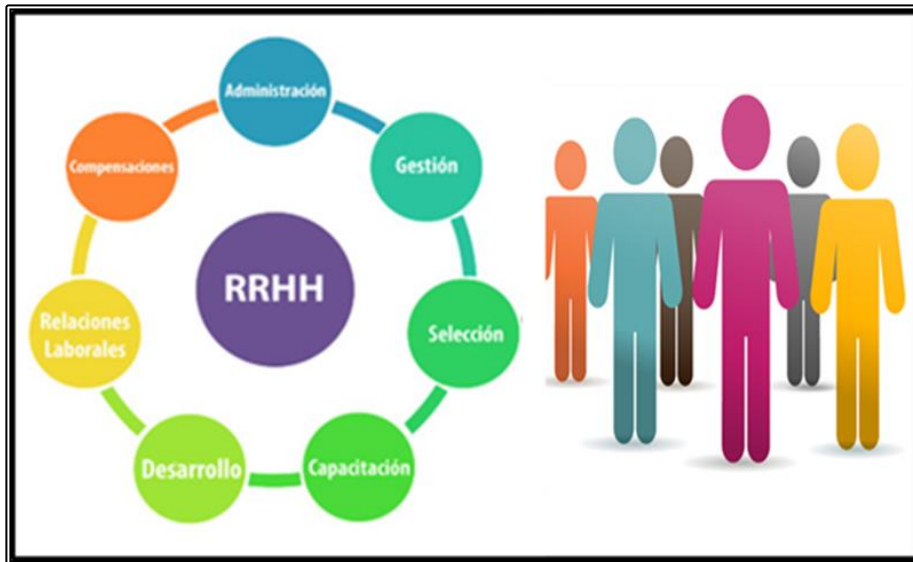 Administración
Gestión
Selección
Capacitación
Desarrollo
Relaciones
Laborales
Compensaciones
RRHH